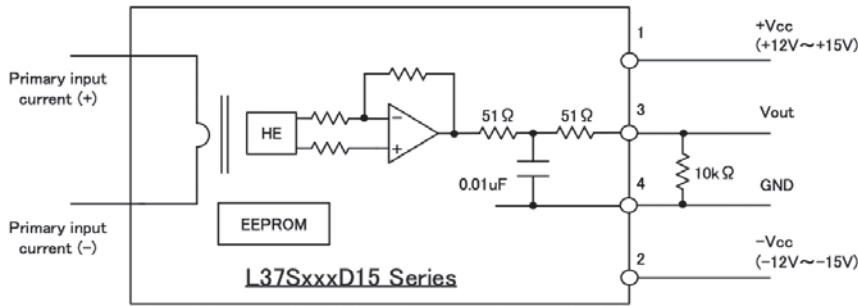 Primary input
current (+)
Primary input
current (-)
HE
EEPROM
−
+
51Ω
51Ω
0.01uF
L37SxxxD15 Series
1
+Vcc
(+12V～+15V)
3
Vout
10kΩ
4
GND
2
−Vcc
(−12V～−15V)